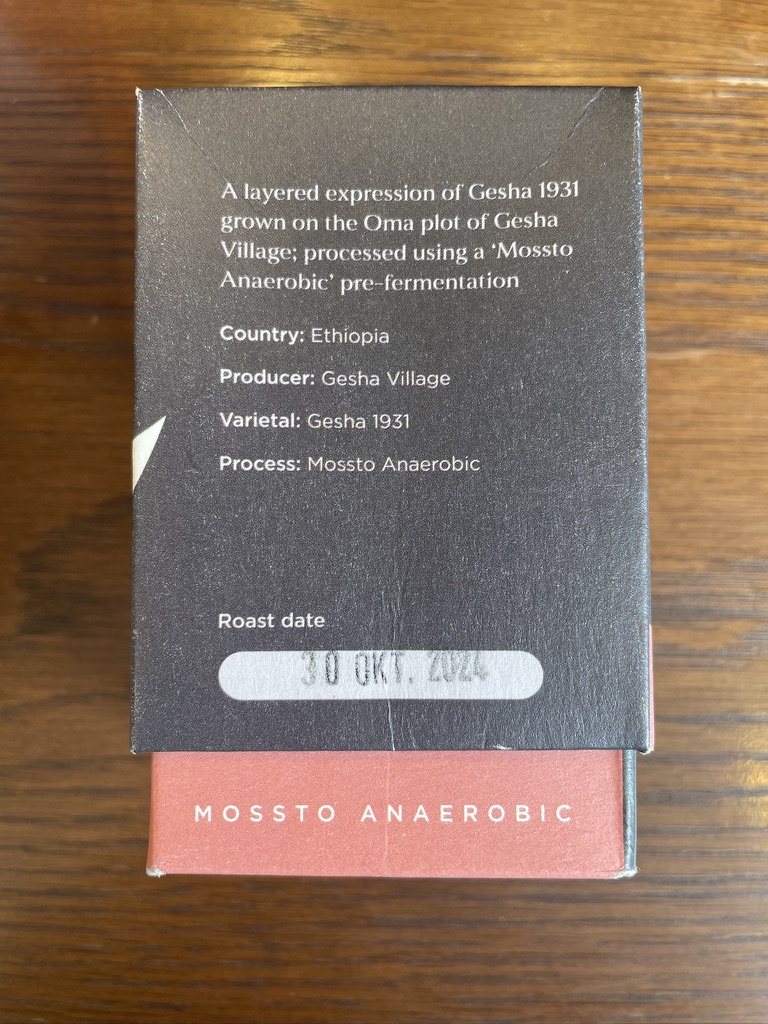 A layered expression of Gesha 1931
grown on the Oma plot of Gesha
Village; processed using a ‘Mossto
Anaerobic’ pre-fermentation
Country: Ethiopia
Producer: Gesha Village
Varietal: Gesha 1931
Process: Mossto Anaerobic
Roast date
30 OKT. 2024
MOSSTO ANAEROBIC